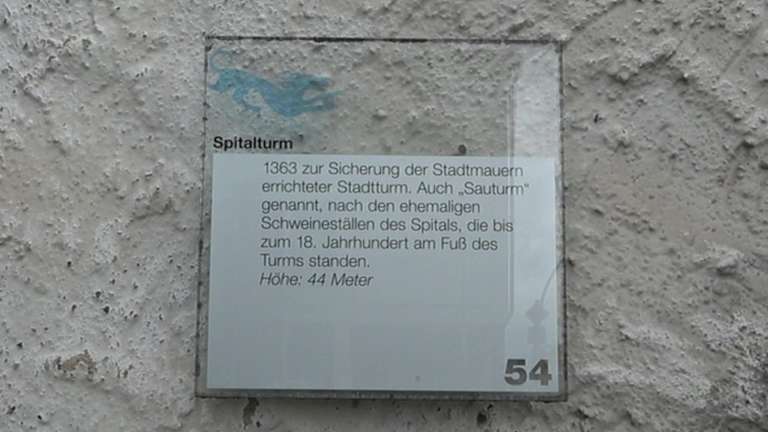 Spitalturm
1363 zur Sicherung der Stadtmauern
errichteter Stadtturm. Auch „Sauturm“
genannt, nach den ehemaligen
Schweineställen des Spitals, die bis
zum 18. Jahrhundert am Fuß des
Turms standen.
Höhe: 44 Meter
54